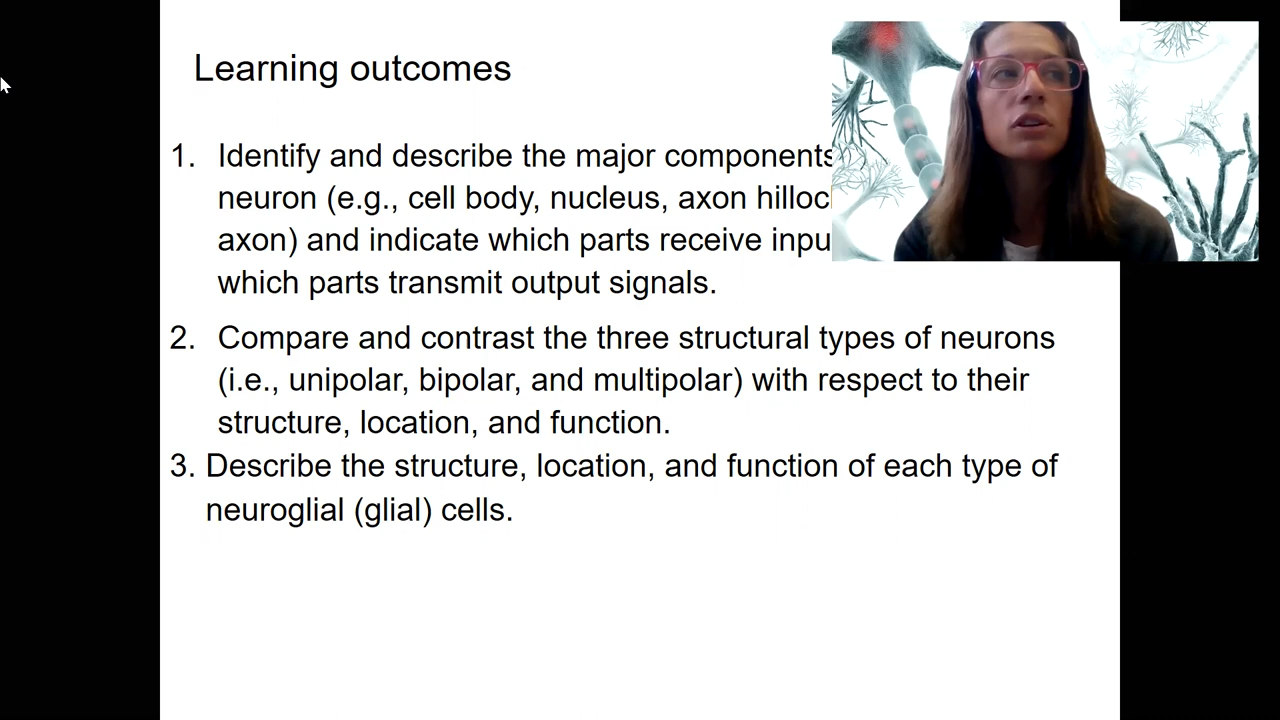 Learning outcomes
1. Identify and describe the major components
neuron (e.g., cell body, nucleus, axon
axon) and indicate which parts receive
which parts transmit output signals.
2. Compare and contrast the three structural types of neurons
(i.e., unipolar, bipolar, and multipolar) with respect to their
structure, location, and function.
3. Describe the structure, location, and function of each type of
neuroglial (glial) cells.